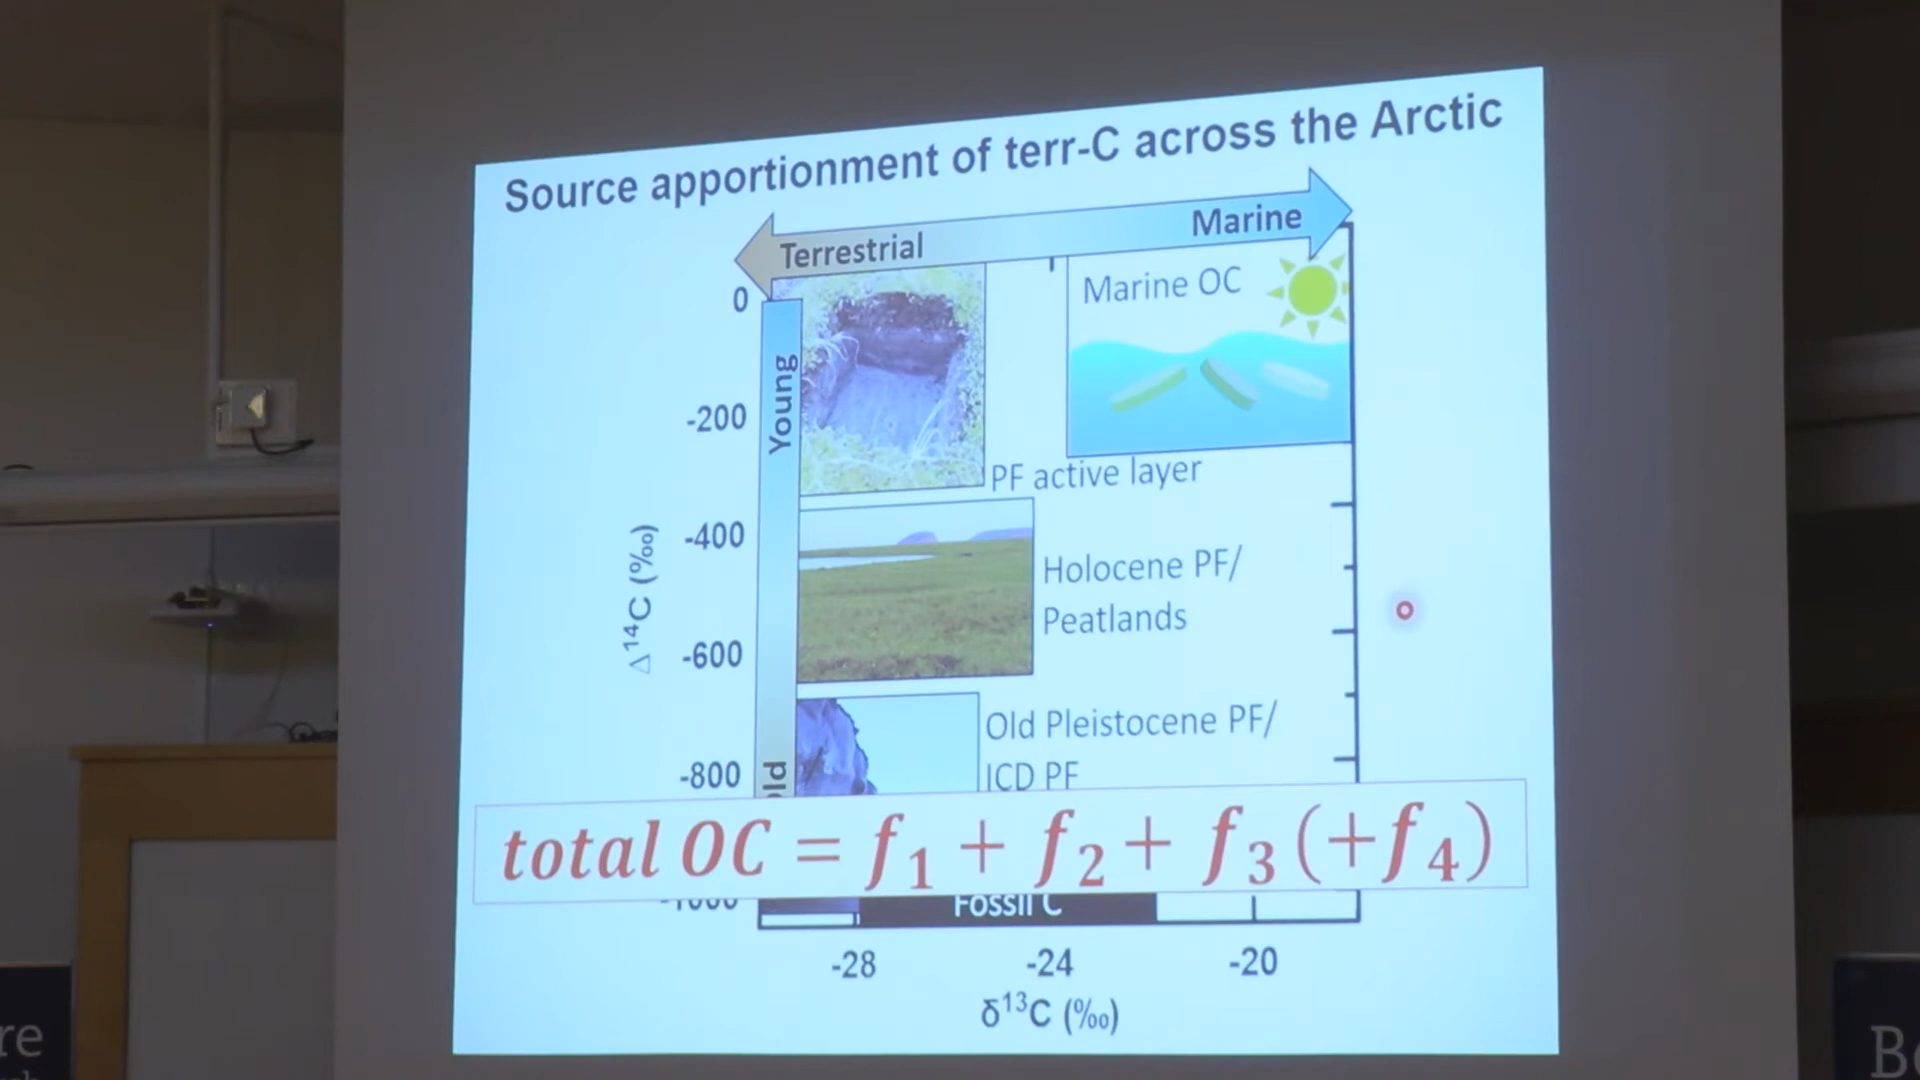 Source apportionment of terr-C across the Arctic
Terrestrial
Marine
Marine OC
0
Young
-200
PF active layer
-400
Holocene PF/
Peatlands
Δ¹⁴C (‰)
-600
Old Pleistocene PF/
ICD PF
-800
total OC = f₁ + f₂ + f₃ (+f₄)
-1000
Fossil C
-28
-24
-20
δ¹³C (‰)
re